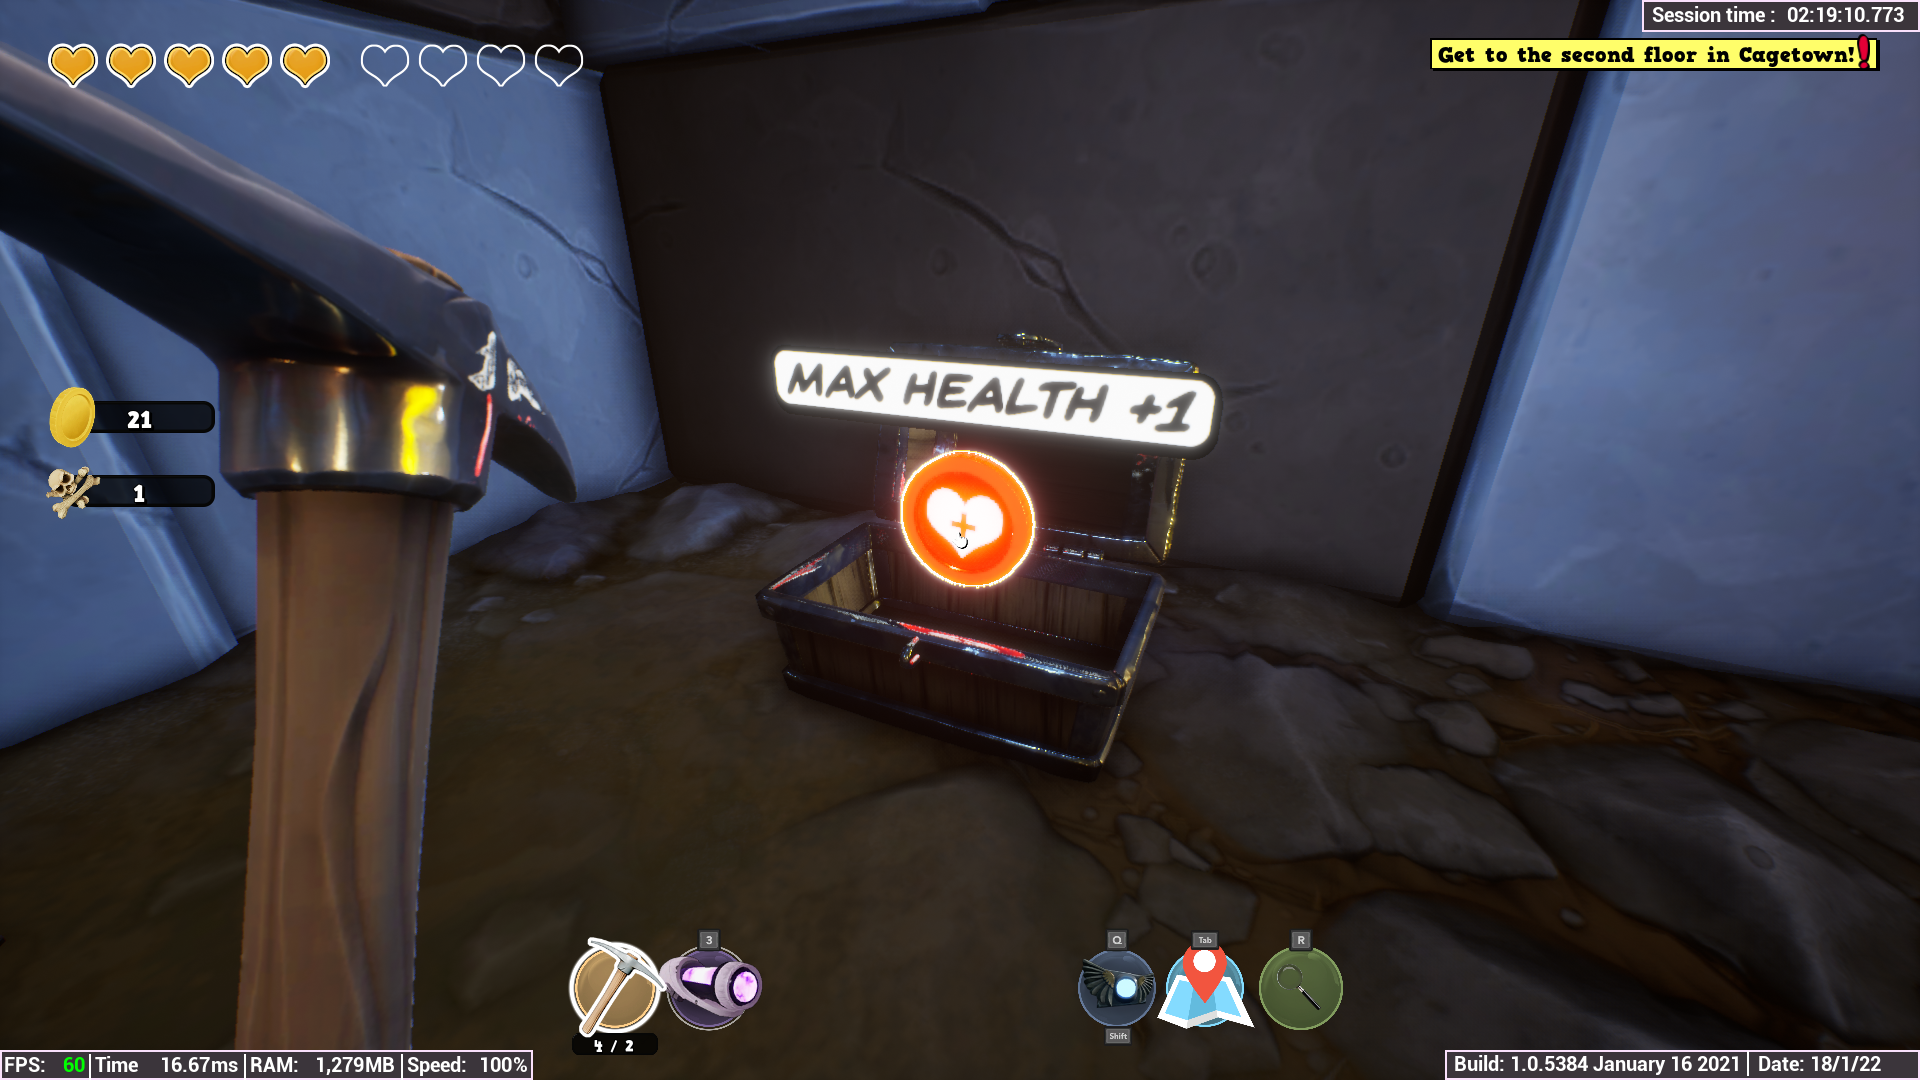 Session time : 02:19:10.773
Get to the second floor in Cagetown!
MAX HEALTH +1
21
1
3
4 / 2
Q
Shift
Tab
R
FPS: 60 Time 16.67ms RAM: 1,279MB Speed: 100%
Build: 1.0.5384 January 16 2021 Date: 18/1/22